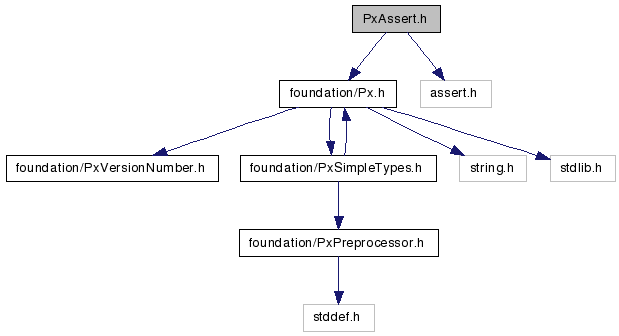 PxAssert.h
foundation/Px.h
assert.h
foundation/PxVersionNumber.h
foundation/PxSimpleTypes.h
string.h
stdlib.h
foundation/PxPreprocessor.h
stddef.h